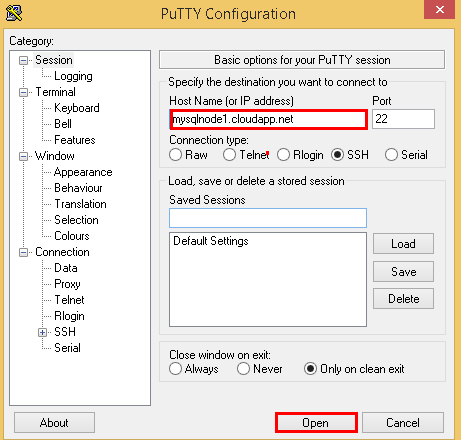 PuTTY Configuration
Category:
Session
Logging
Terminal
Keyboard
Bell
Features
Window
Appearance
Behaviour
Translation
Selection
Colours
Connection
Data
Proxy
Telnet
Rlogin
SSH
Serial
Basic options for your PuTTY session
Specify the destination you want to connect to
Host Name (or IP address) Port
mysqlnode1.cloudapp.net 22
Connection type:
Raw Telnet Rlogin SSH Serial
Load, save or delete a stored session
Saved Sessions
Default Settings
Load
Save
Delete
Close window on exit:
Always Never Only on clean exit
About Open Cancel